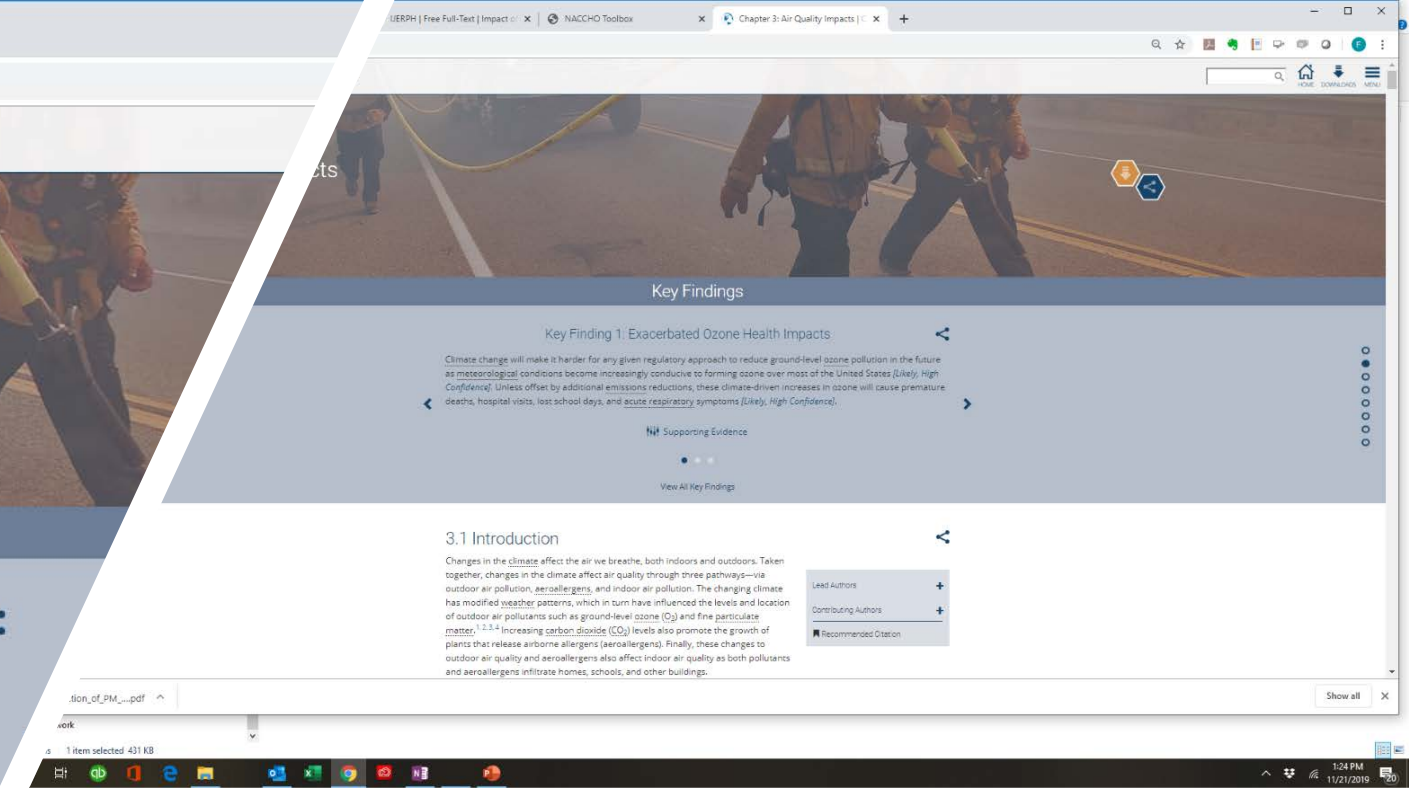 IJERPH | Free Full-Text | Impact o
NACCHO Toolbox
Chapter 3: Air Quality Impacts | C
F
HOME
DOWNLOADS
MENU
cts
Key Findings
Key Finding 1: Exacerbated Ozone Health Impacts
Climate change will make it harder for any given regulatory approach to reduce ground-level ozone pollution in the future
as meteorological conditions become increasingly conducive to forming ozone over most of the United States [Likely, High
Confidence]. Unless offset by additional emissions reductions, these climate-driven increases in ozone will cause premature
deaths, hospital visits, lost school days, and acute respiratory symptoms [Likely, High Confidence].
Supporting Evidence
View All Key Findings
3.1 Introduction
Changes in the climate affect the air we breathe, both indoors and outdoors. Taken
together, changes in the climate affect air quality through three pathways—via
outdoor air pollution, aeroallergens, and indoor air pollution. The changing climate
has modified weather patterns, which in turn have influenced the levels and location
of outdoor air pollutants such as ground-level ozone (O₃) and fine particulate
matter.1,2,3,4 Increasing carbon dioxide (CO₂) levels also promote the growth of
plants that release airborne allergens (aeroallergens). Finally, these changes to
outdoor air quality and aeroallergens also affect indoor air quality as both pollutants
and aeroallergens infiltrate homes, schools, and other buildings.
Lead Authors
Contributing Authors
Recommended Citation
.tion_of_PM_....pdf
Show all
work
1 item selected 431 KB
qb
1:24 PM
11/21/2019
20